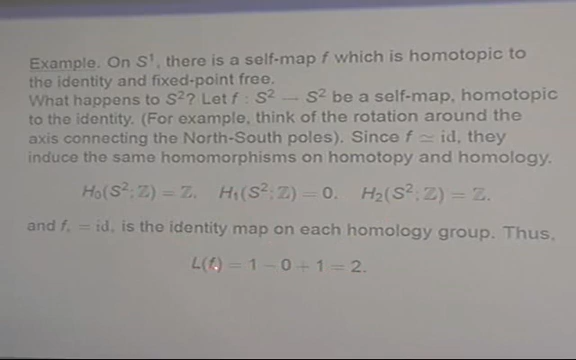 Example. On S¹, there is a self-map f which is homotopic to
the identity and fixed-point free.
What happens to S²? Let f : S² → S² be a self-map, homotopic
to the identity. (For example, think of the rotation around the
axis connecting the North-South poles). Since f ≃ id, they
induce the same homomorphisms on homotopy and homology.
H₀(S²; ℤ) = ℤ, H₁(S²; ℤ) = 0, H₂(S²; ℤ) = ℤ,
and f∗ = id∗ is the identity map on each homology group. Thus,
L(f) = 1 − 0 + 1 = 2.